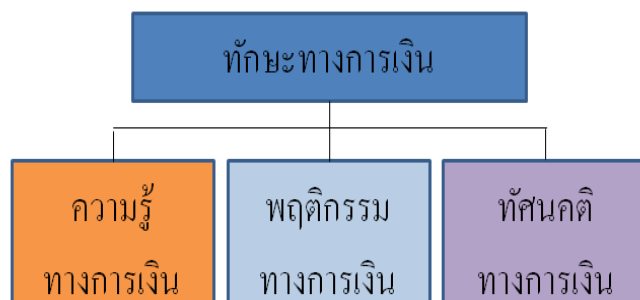 ทักษะทางการเงิน
ความรู้
ทางการเงิน
พฤติกรรม
ทางการเงิน
ทัศนคติ
ทางการเงิน